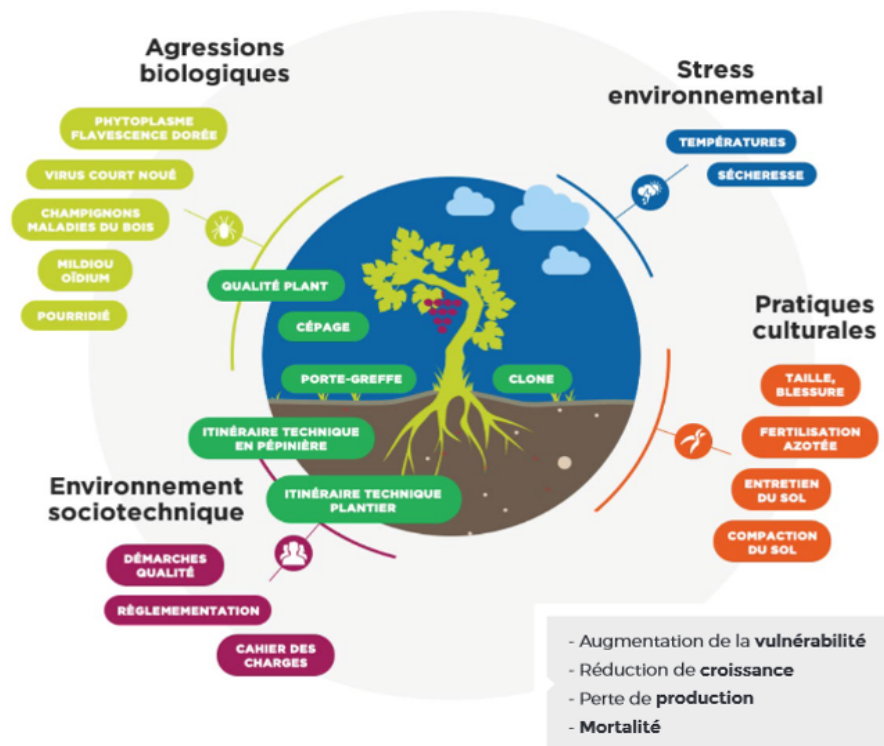 Agressions
biologiques
PHYTOPLASME
FLAVESCENCE DORÉE
VIRUS COURT NOUÉ
CHAMPIGNONS
MALADIES DU BOIS
MILDIOU
OÏDIUM
POURRIDIÉ
Stress
environnemental
TEMPÉRATURES
SÉCHERESSE
QUALITÉ PLANT
CÉPAGE
PORTE-GREFFE
CLONE
ITINÉRAIRE TECHNIQUE
EN PÉPINIÈRE
ITINÉRAIRE TECHNIQUE
PLANTIER
Pratiques
culturales
TAILLE,
BLESSURE
FERTILISATION
AZOTÉE
ENTRETIEN
DU SOL
COMPACTION
DU SOL
Environnement
sociotechnique
DÉMARCHES
QUALITÉ
RÈGLEMEMENTATION
CAHIER DES
CHARGES
- Augmentation de la vulnérabilité
- Réduction de croissance
- Perte de production
- Mortalité